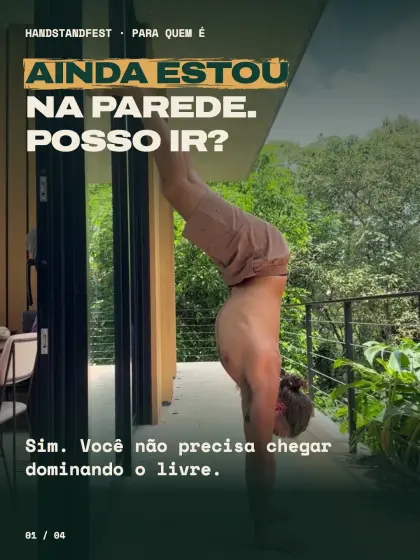 HANDSTANDFEST · PARA QUEM É
AINDA ESTOU
NA PAREDE.
POSSO IR?
Sim. Você não precisa chegar
dominando o livre.
01 / 04